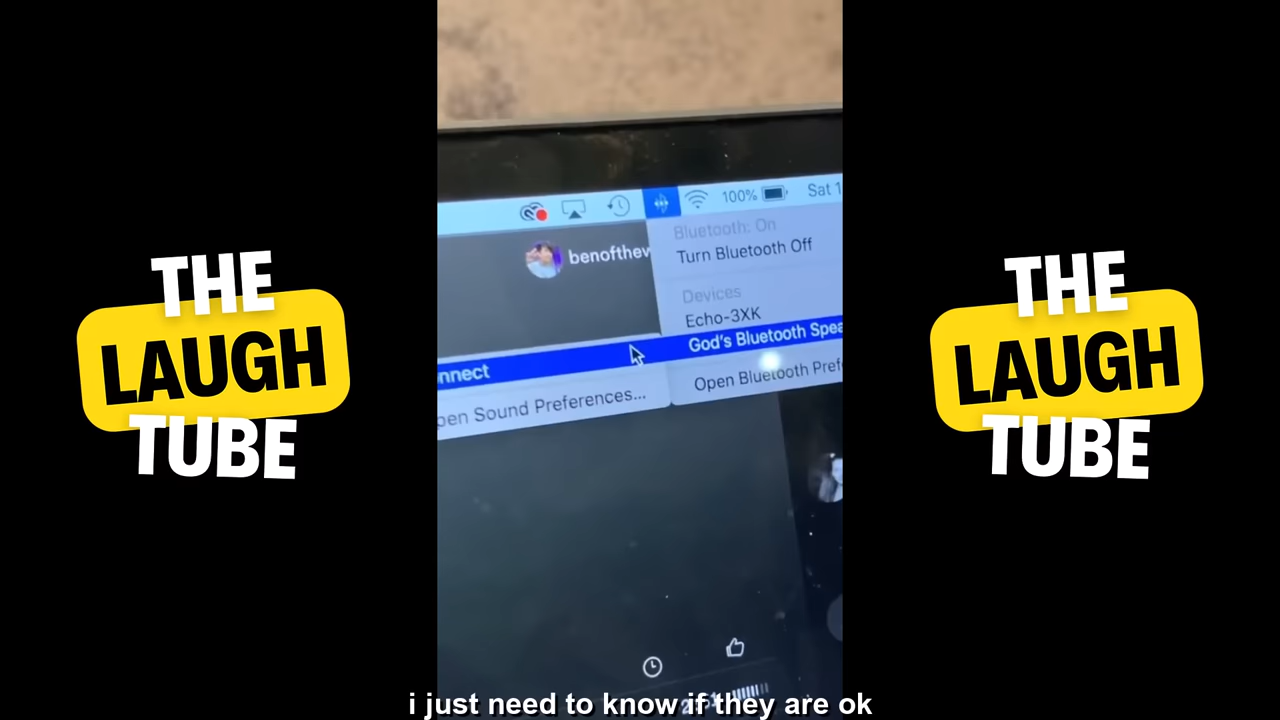 THE
LAUGH
TUBE
100%
Sat 1
benofthew
Bluetooth: On
Turn Bluetooth Off
Devices
Echo-3XK
God's Bluetooth Spea
nnect
Open Bluetooth Pref
pen Sound Preferences...
i just need to know if they are ok
THE
LAUGH
TUBE